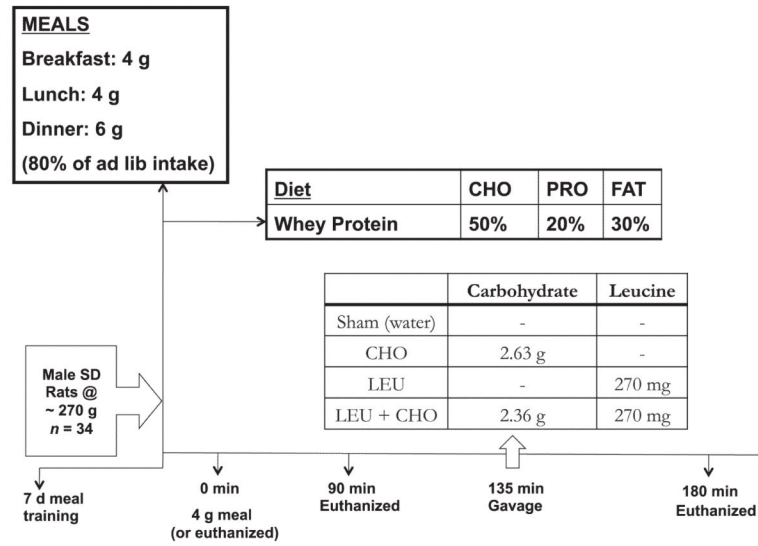 MEALS
Breakfast: 4 g
Lunch: 4 g
Dinner: 6 g
(80% of ad lib intake)
Diet CHO PRO FAT
Whey Protein 50% 20% 30%
Carbohydrate Leucine
Sham (water) - -
CHO 2.63 g -
LEU - 270 mg
LEU + CHO 2.36 g 270 mg
Male SD
Rats @
~ 270 g
n = 34
7 d meal
training
0 min
4 g meal
(or euthanized)
90 min
Euthanized
135 min
Gavage
180 min
Euthanized